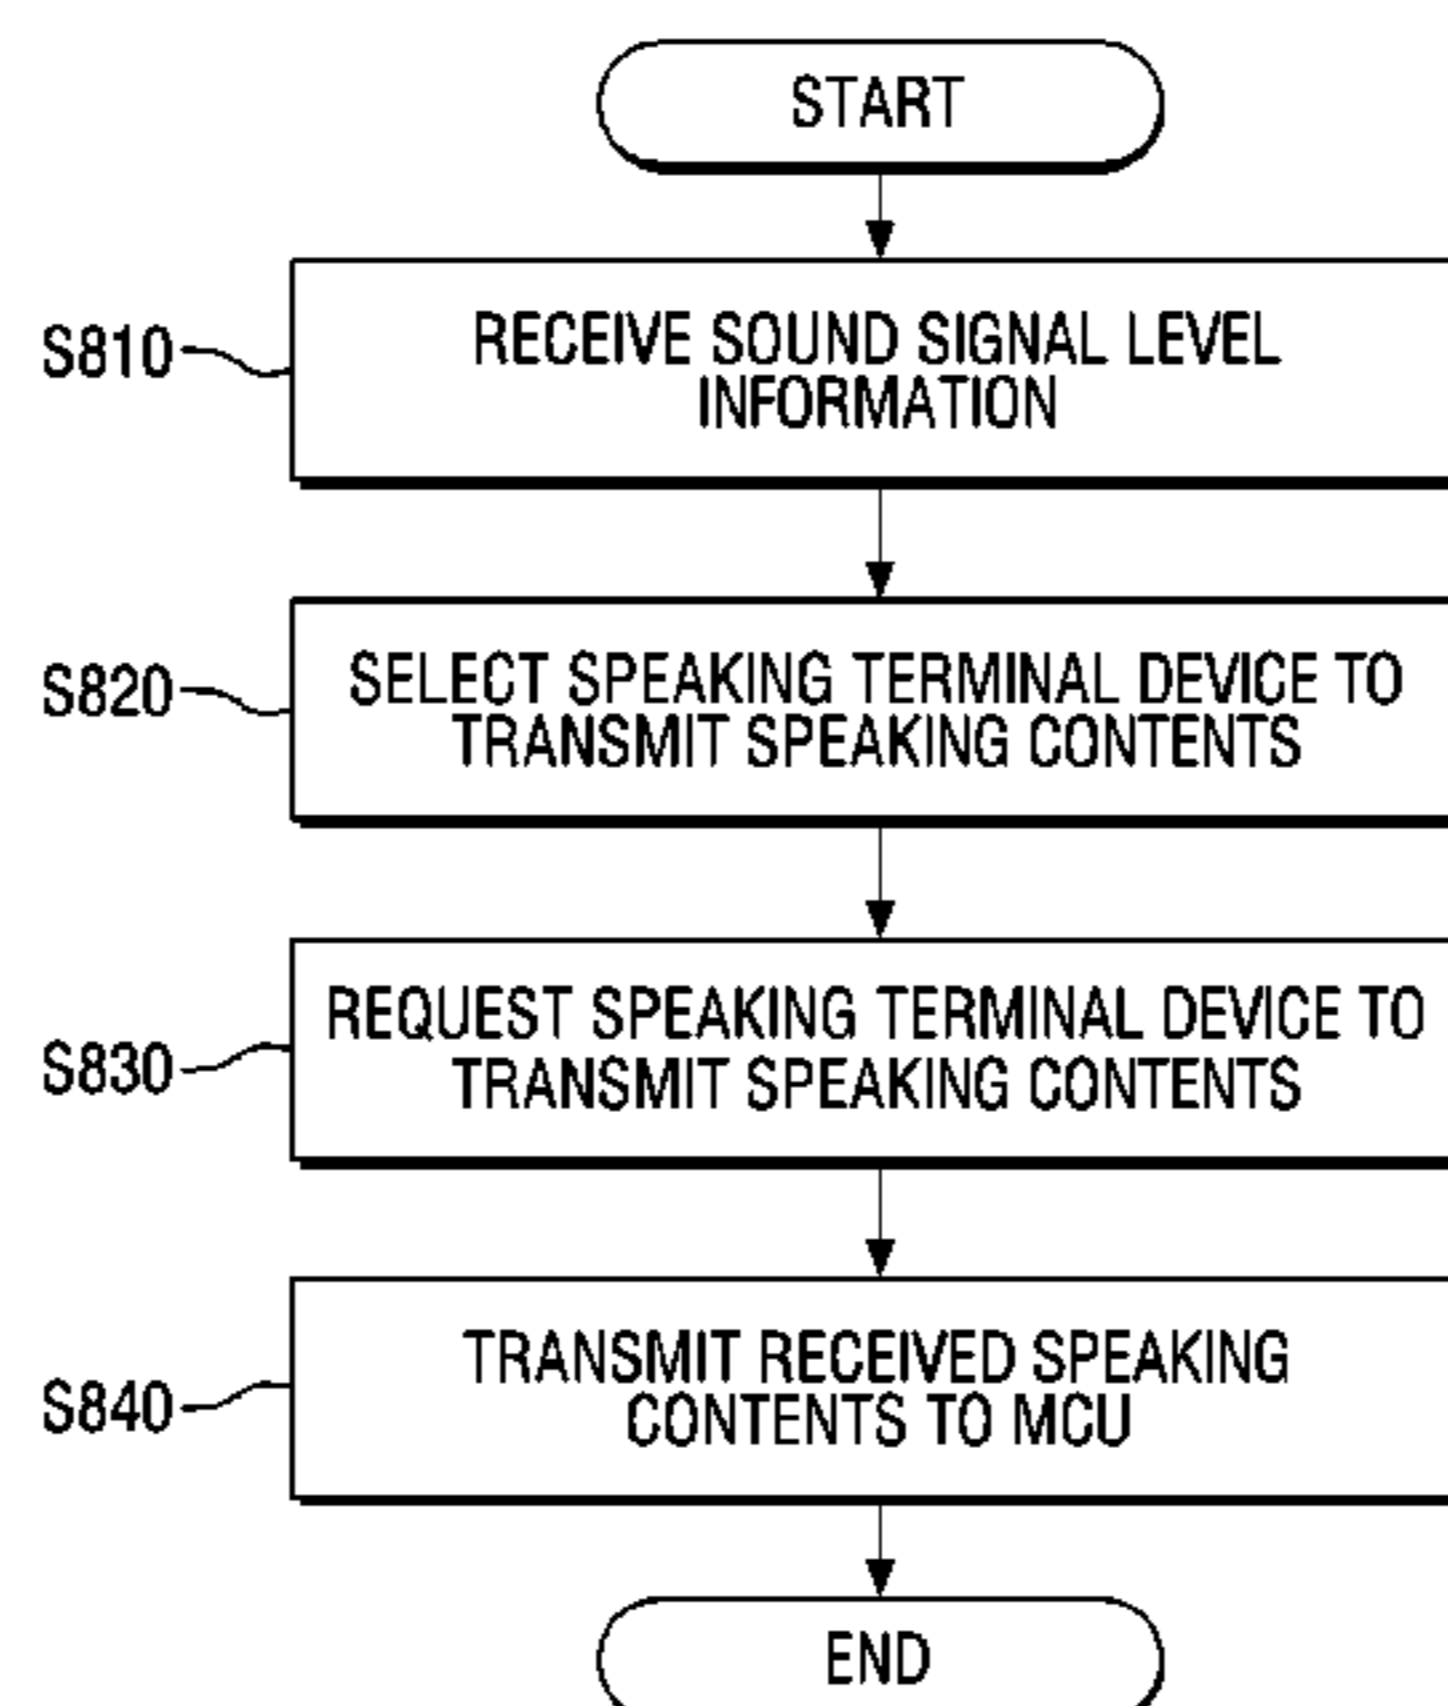 START
S810
RECEIVE SOUND SIGNAL LEVEL
INFORMATION
S820
SELECT SPEAKING TERMINAL DEVICE TO
TRANSMIT SPEAKING CONTENTS
S830
REQUEST SPEAKING TERMINAL DEVICE TO
TRANSMIT SPEAKING CONTENTS
S840
TRANSMIT RECEIVED SPEAKING
CONTENTS TO MCU
END